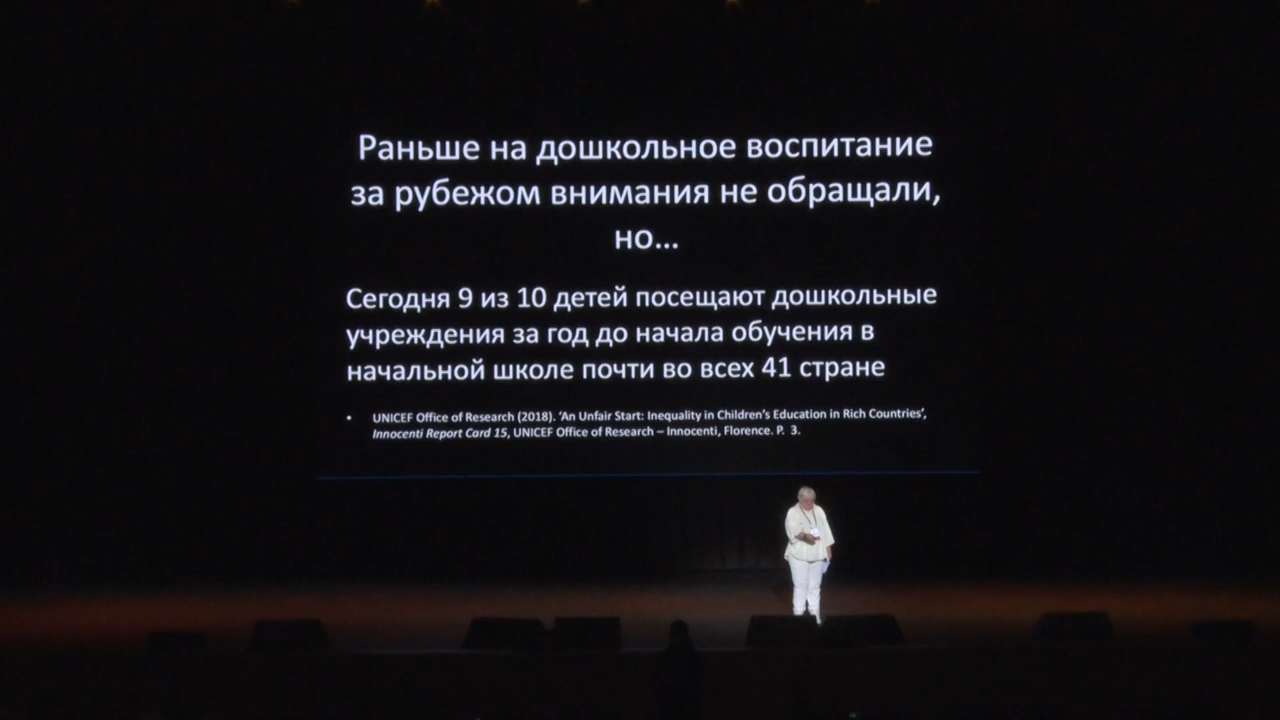 Раньше на дошкольное воспитание
за рубежом внимания не обращали,
но...
Сегодня 9 из 10 детей посещают дошкольные
учреждения за год до начала обучения в
начальной школе почти во всех 41 стране
• UNICEF Office of Research (2018). ‘An Unfair Start: Inequality in Children’s Education in Rich Countries’,
Innocenti Report Card 15, UNICEF Office of Research – Innocenti, Florence. P. 3.